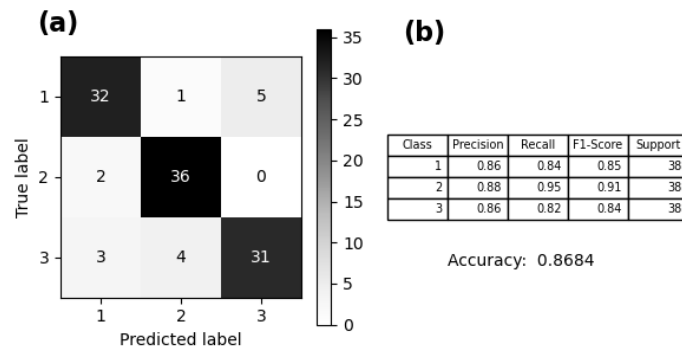 (a)
(b)
True label
1 32 1 5
2 2 36 0
3 3 4 31
1 2 3
Predicted label
35
30
25
20
15
10
5
0
Class Precision Recall F1-Score Support
1 0.86 0.84 0.85 38
2 0.88 0.95 0.91 38
3 0.86 0.82 0.84 38
Accuracy: 0.8684